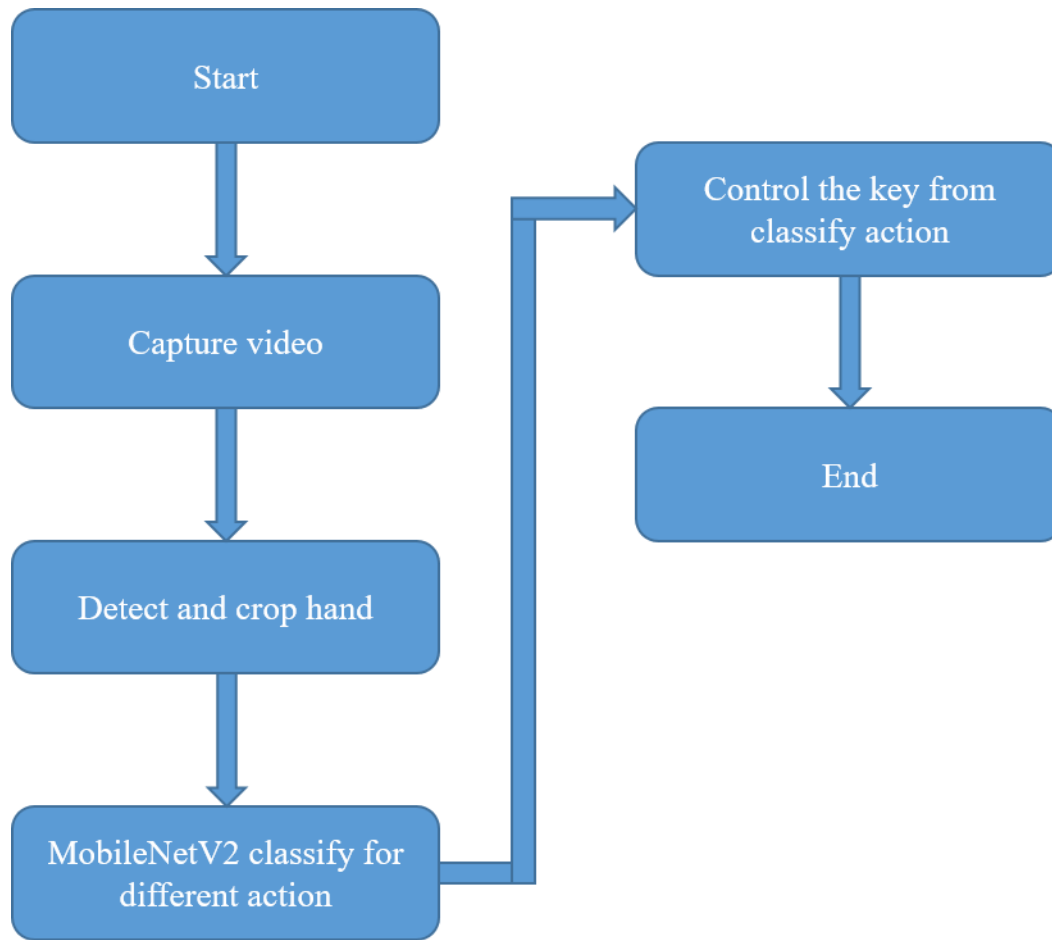 Start
Capture video
Detect and crop hand
MobileNetV2 classify for
different action
Control the key from
classify action
End